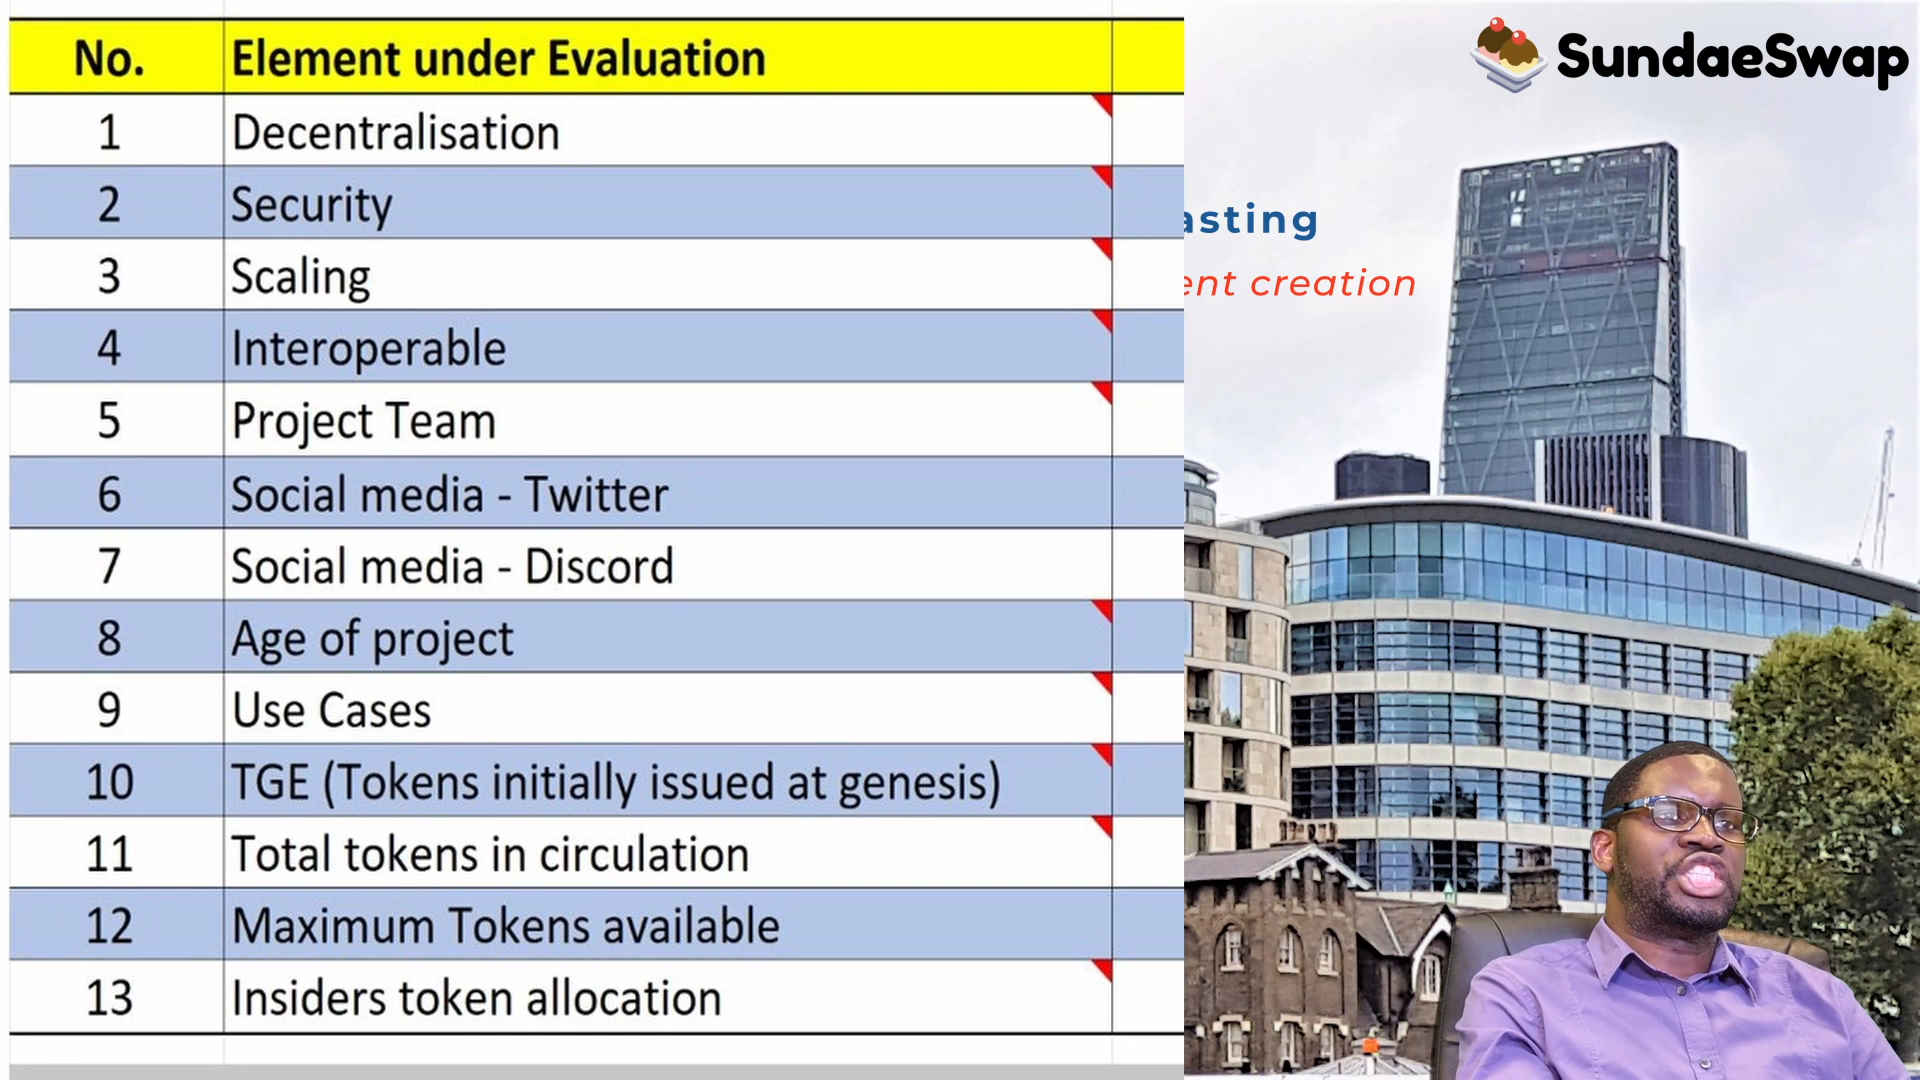 No. Element under Evaluation
1 Decentralisation
2 Security
3 Scaling
4 Interoperable
5 Project Team
6 Social media - Twitter
7 Social media - Discord
8 Age of project
9 Use Cases
10 TGE (Tokens initially issued at genesis)
11 Total tokens in circulation
12 Maximum Tokens available
13 Insiders token allocation
SundaeSwap
asting
ent creation